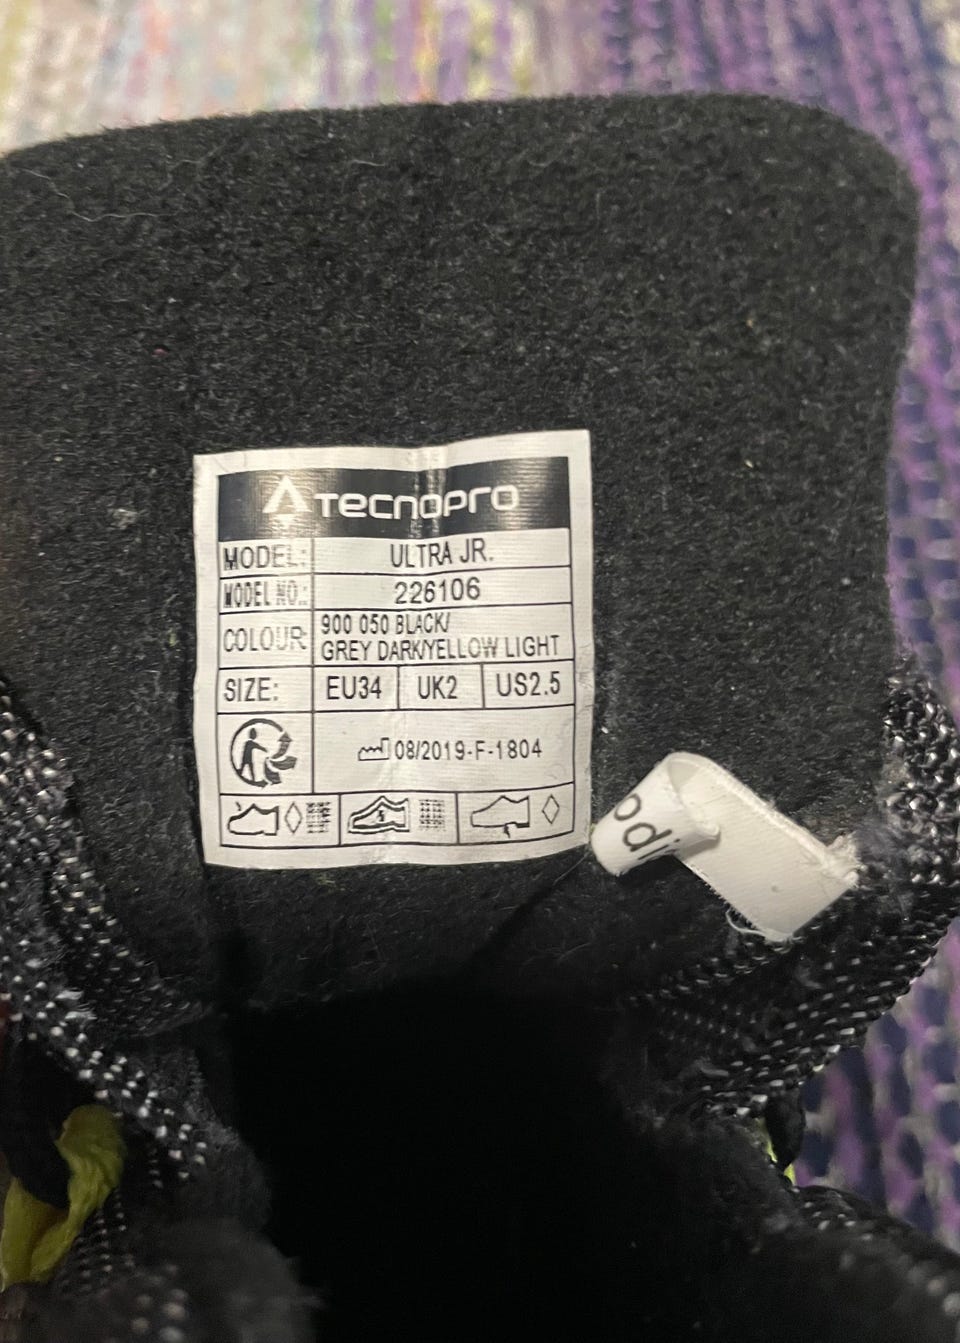 TECNOPRO
MODEL: ULTRA JR.
MODEL NO.: 226106
COLOUR: 900 050 BLACK/
GREY DARK/YELLOW LIGHT
SIZE: EU34 UK2 US2.5
08/2019-F-1804